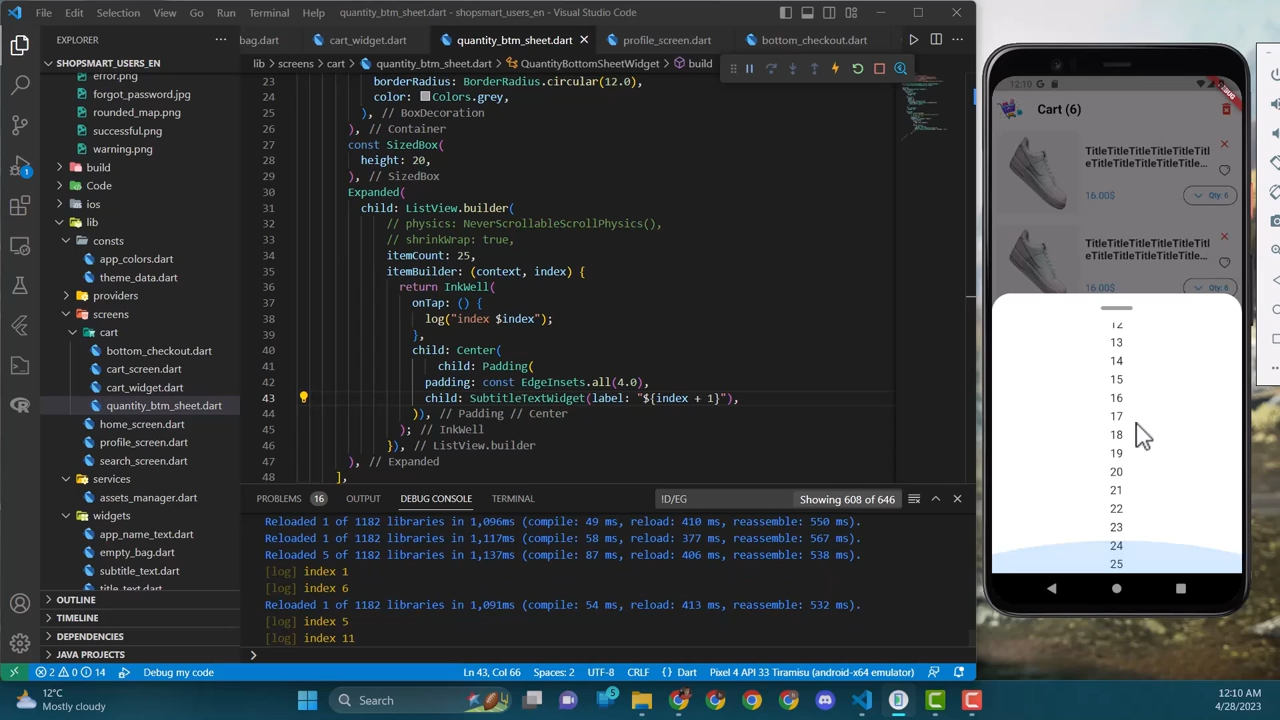 File Edit Selection View Go Run Terminal Help quantity_btm_sheet.dart - shopsmart_users_en - Visual Studio Code
EXPLORER
bag.dart
cart_widget.dart
quantity_btm_sheet.dart
profile_screen.dart
bottom_checkout.dart
SHOPSMART_USERS_EN
lib > screens > cart > quantity_btm_sheet.dart > QuantityBottomSheetWidget > build
error.png
forgot_password.jpg
rounded_map.png
successful.png
warning.png
build
Code
ios
lib
consts
app_colors.dart
theme_data.dart
providers
screens
cart
bottom_checkout.dart
cart_screen.dart
cart_widget.dart
quantity_btm_sheet.dart
home_screen.dart
profile_screen.dart
search_screen.dart
services
assets_manager.dart
widgets
app_name_text.dart
empty_bag.dart
subtitle_text.dart
title_text.dart
OUTLINE
TIMELINE
DEPENDENCIES
JAVA PROJECTS
23 borderRadius: BorderRadius.circular(12.0),
24 color: Colors.grey,
25 ), // BoxDecoration
26 ), // Container
27 const SizedBox(
28 height: 20,
29 ), // SizedBox
30 Expanded(
31 child: ListView.builder(
32 // physics: NeverScrollableScrollPhysics(),
33 // shrinkWrap: true,
34 itemCount: 25,
35 itemBuilder: (context, index) {
36 return InkWell(
37 onTap: () {
38 log("index $index");
39 },
40 child: Center(
41 child: Padding(
42 padding: const EdgeInsets.all(4.0),
43 child: SubtitleTextWidget(label: "${index + 1}"),
44 )), // Padding // Center
45 ); // InkWell
46 }), // ListView.builder
47 ), // Expanded
48 ],
PROBLEMS 16 OUTPUT DEBUG CONSOLE TERMINAL !D/EG Showing 608 of 646
Reloaded 1 of 1182 libraries in 1,096ms (compile: 49 ms, reload: 410 ms, reassemble: 550 ms).
Reloaded 1 of 1182 libraries in 1,117ms (compile: 58 ms, reload: 377 ms, reassemble: 567 ms).
Reloaded 5 of 1182 libraries in 1,137ms (compile: 87 ms, reload: 406 ms, reassemble: 538 ms).
[log] index 1
[log] index 6
Reloaded 1 of 1182 libraries in 1,091ms (compile: 54 ms, reload: 413 ms, reassemble: 532 ms).
[log] index 5
[log] index 11
2 0 14 Debug my code Ln 43, Col 66 Spaces: 2 UTF-8 CRLF {} Dart Pixel 4 API 33 Tiramisu (android-x64 emulator)
12:10
DEBUG
Cart (6)
TitleTitleTitleTitleTitleTitleT
itleTitleTitleTitleTitleTitle...
16.00$
Qty: 6
TitleTitleTitleTitleTitleTitleT
itleTitleTitleTitleTitleTitle...
16.00$
Qty: 6
12
13
14
15
16
17
18
19
20
21
22
23
24
25
12°C
Mostly cloudy
Search
5
12:10 AM
4/28/2023